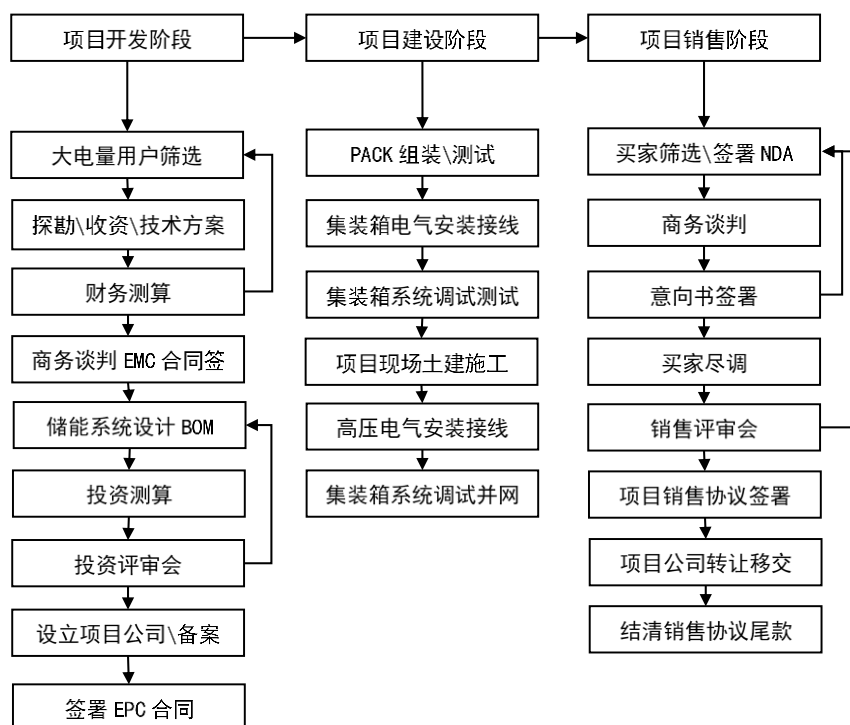 项目开发阶段
项目建设阶段
项目销售阶段
大电量用户筛选
探勘\收资\技术方案
财务测算
商务谈判 EMC 合同签
储能系统设计 BOM
投资测算
投资评审会
设立项目公司\备案
签署 EPC 合同
PACK 组装\测试
集装箱电气安装接线
集装箱系统调试测试
项目现场土建施工
高压电气安装接线
集装箱系统调试并网
买家筛选\签署 NDA
商务谈判
意向书签署
买家尽调
销售评审会
项目销售协议签署
项目公司转让移交
结清销售协议尾款